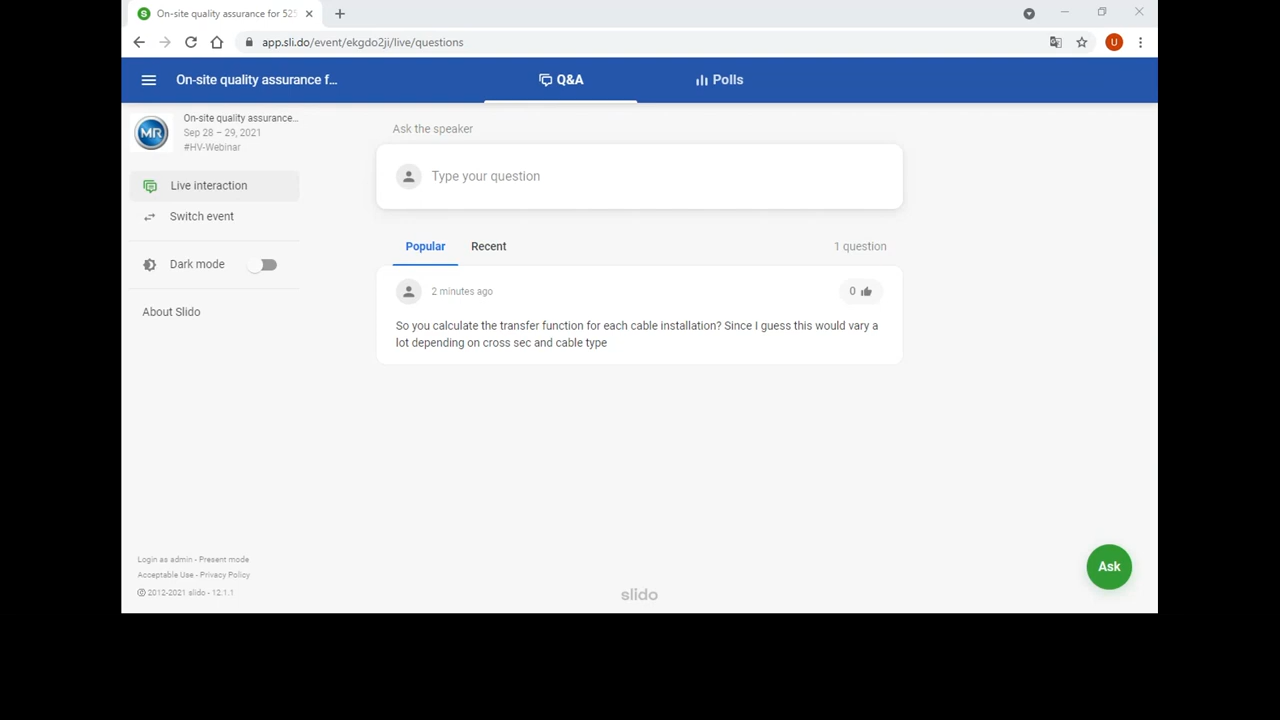 On-site quality assurance for 525
app.sli.do/event/ekgdo2ji/live/questions
U
On-site quality assurance f...
Q&A
Polls
MR
On-site quality assurance...
Sep 28 – 29, 2021
#HV-Webinar
Live interaction
Switch event
Dark mode
About Slido
Ask the speaker
Type your question
Popular
Recent
1 question
2 minutes ago
0
So you calculate the transfer function for each cable installation? Since I guess this would vary a
lot depending on cross sec and cable type
Login as admin - Present mode
Acceptable Use - Privacy Policy
© 2012-2021 slido - 12.1.1
slido
Ask